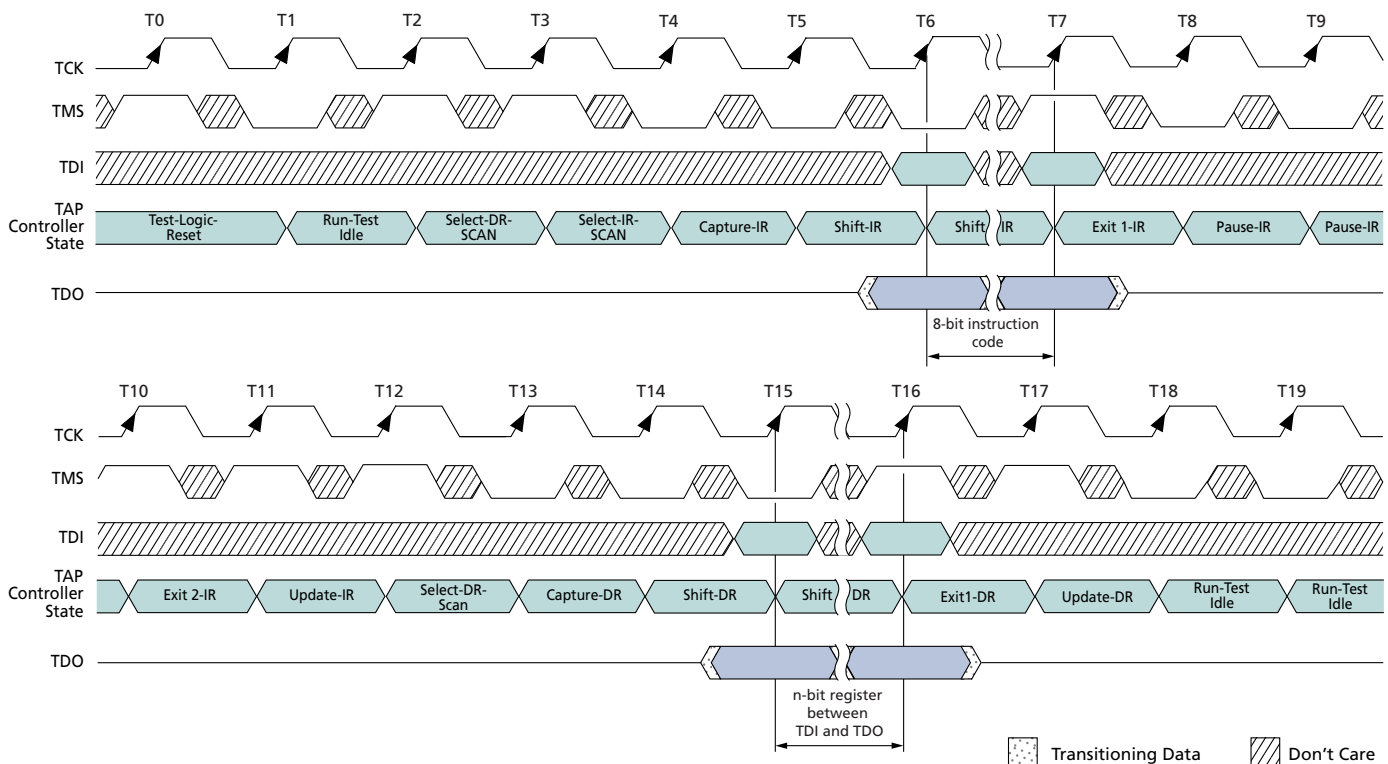 T0 T1 T2 T3 T4 T5 T6 T7 T8 T9
TCK
TMS
TDI
TAP
Controller
State
Test-Logic-
Reset
Run-Test
Idle
Select-DR-
SCAN
Select-IR-
SCAN
Capture-IR
Shift-IR
Shift IR
Exit 1-IR
Pause-IR
Pause-IR
TDO
8-bit instruction
code
T10 T11 T12 T13 T14 T15 T16 T17 T18 T19
TCK
TMS
TDI
TAP
Controller
State
Exit 2-IR
Update-IR
Select-DR-
Scan
Capture-DR
Shift-DR
Shift DR
Exit1-DR
Update-DR
Run-Test
Idle
Run-Test
Idle
TDO
n-bit register
between
TDI and TDO
Transitioning Data
Don't Care